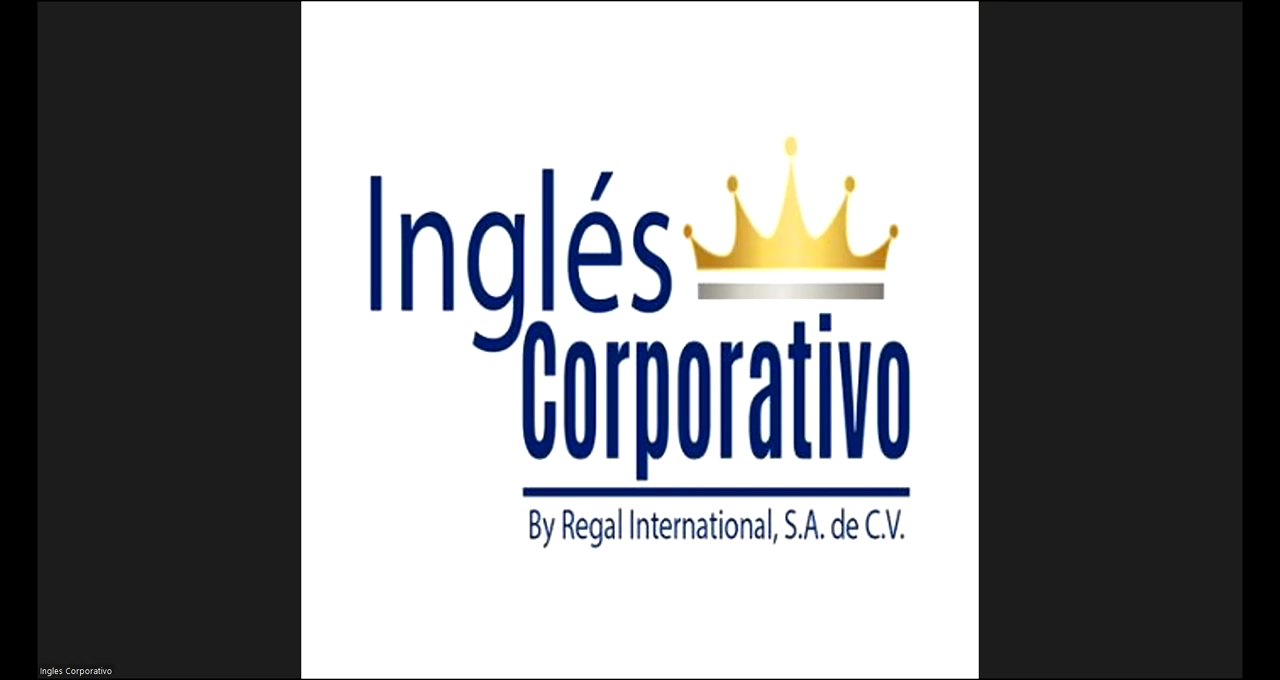 Inglés
Corporativo
By Regal International, S.A. de C.V.
Ingles Corporativo